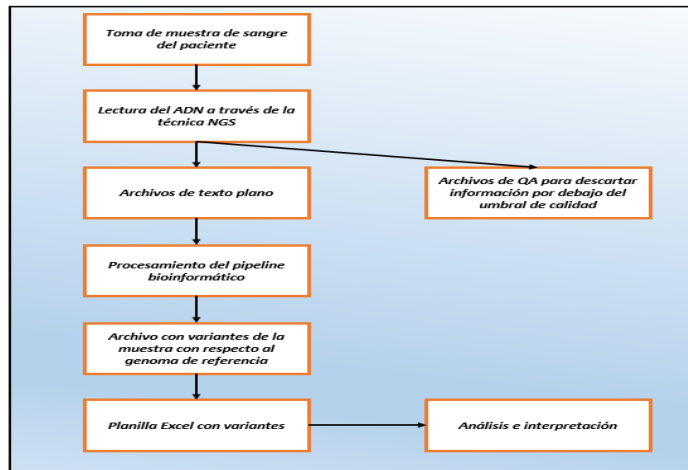 Toma de muestra de sangre
del paciente
Lectura del ADN a través de la
técnica NGS
Archivos de texto plano
Archivos de QA para descartar
información por debajo del
umbral de calidad
Procesamiento del pipeline
bioinformático
Archivo con variantes de la
muestra con respecto al
genoma de referencia
Planilla Excel con variantes
Análisis e interpretación